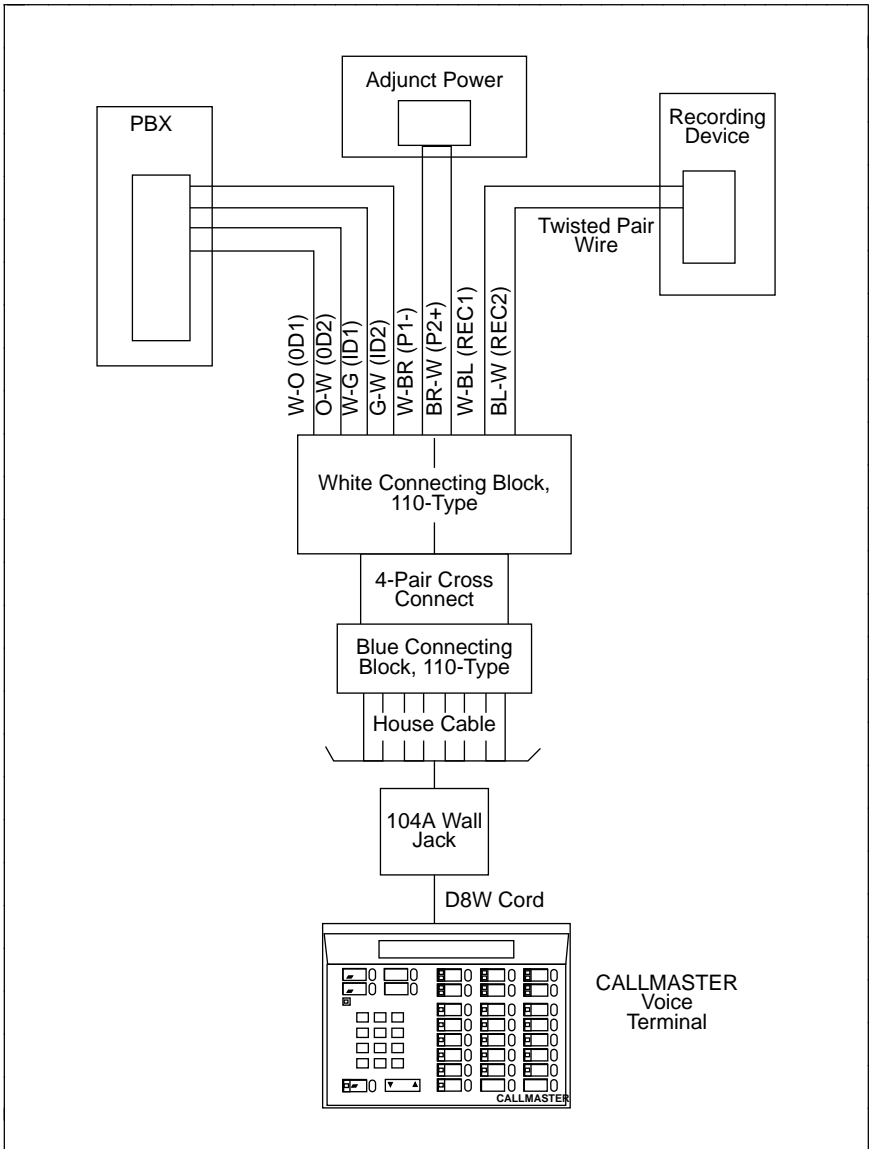 Adjunct Power
PBX
Recording
Device
Twisted Pair
Wire
W-O (0D1)
O-W (0D2)
W-G (ID1)
G-W (ID2)
W-BR (P1-)
BR-W (P2+)
W-BL (REC1)
BL-W (REC2)
White Connecting Block,
110-Type
4-Pair Cross
Connect
Blue Connecting
Block, 110-Type
House Cable
104A Wall
Jack
D8W Cord
CALLMASTER
Voice
Terminal
CALLMASTER